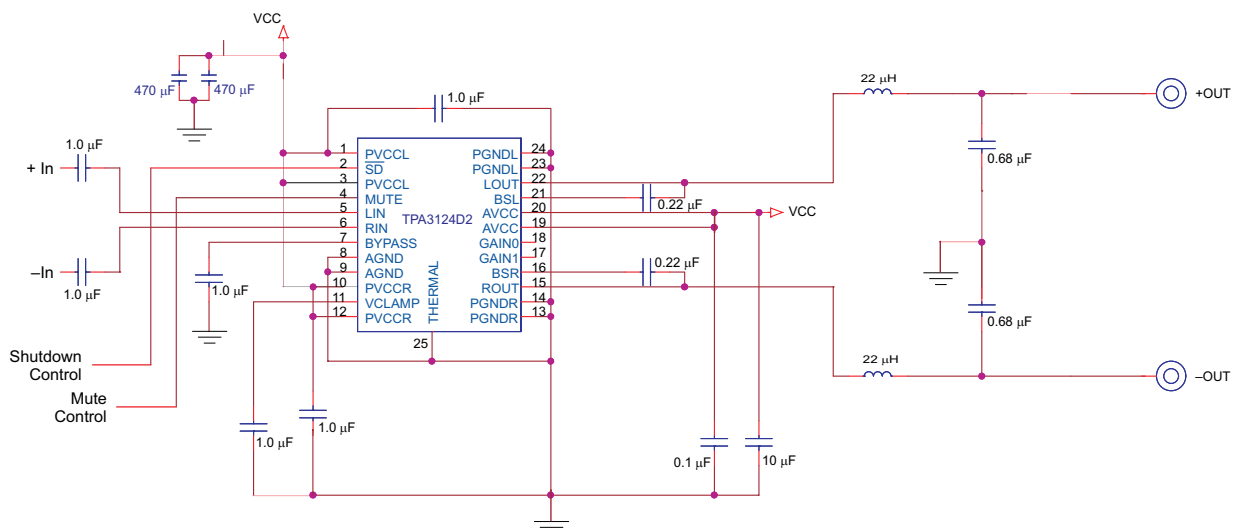 VCC
470 μF
470 μF
1.0 μF
22 μH
+OUT
1.0 μF
+ In
0.68 μF
1 PVCCL
2 SD
3 PVCCL
4 MUTE
5 LIN
6 RIN
7 BYPASS
8 AGND
9 AGND
10 PVCCR
11 VCLAMP
12 PVCCR
TPA3124D2
THERMAL
25
PGNDL 24
PGNDL 23
LOUT 22
BSL 21
AVCC 20
AVCC 19
GAIN0 18
GAIN1 17
BSR 16
ROUT 15
PGNDR 14
PGNDR 13
0.22 μF
VCC
0.22 μF
–In
1.0 μF
1.0 μF
0.68 μF
22 μH
–OUT
Shutdown
Control
Mute
Control
1.0 μF
1.0 μF
0.1 μF
10 μF